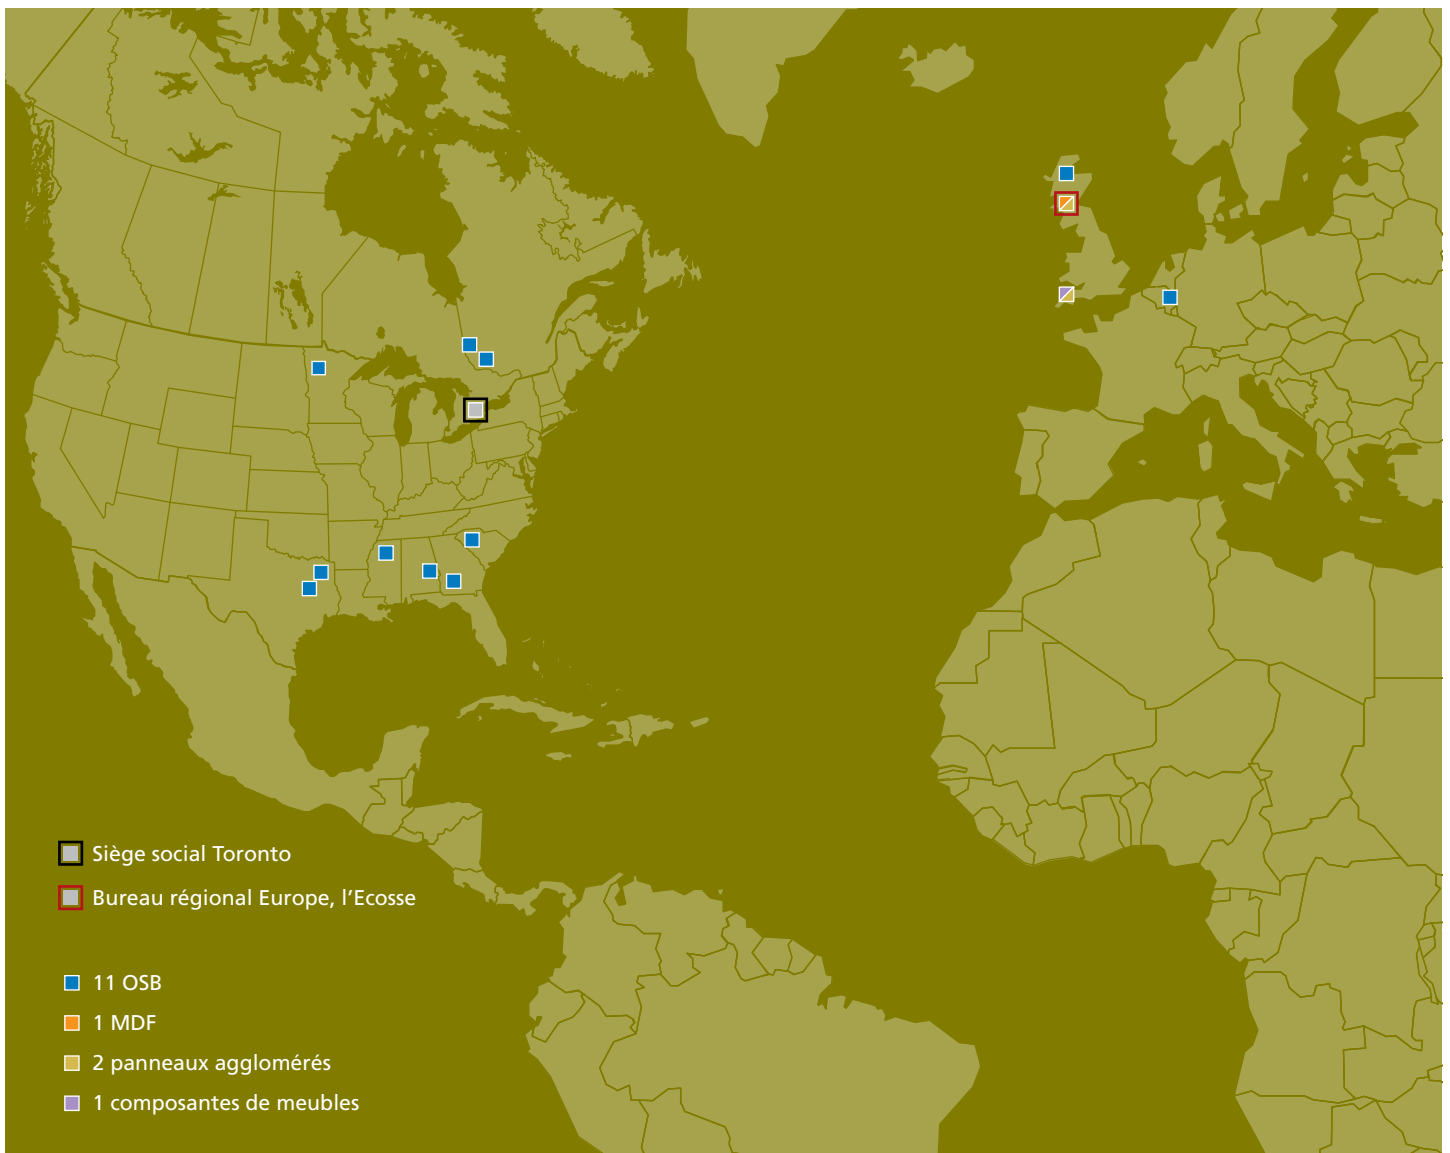 Siège social Toronto
Bureau régional Europe, l'Ecosse
11 OSB
1 MDF
2 panneaux agglomérés
1 composantes de meubles